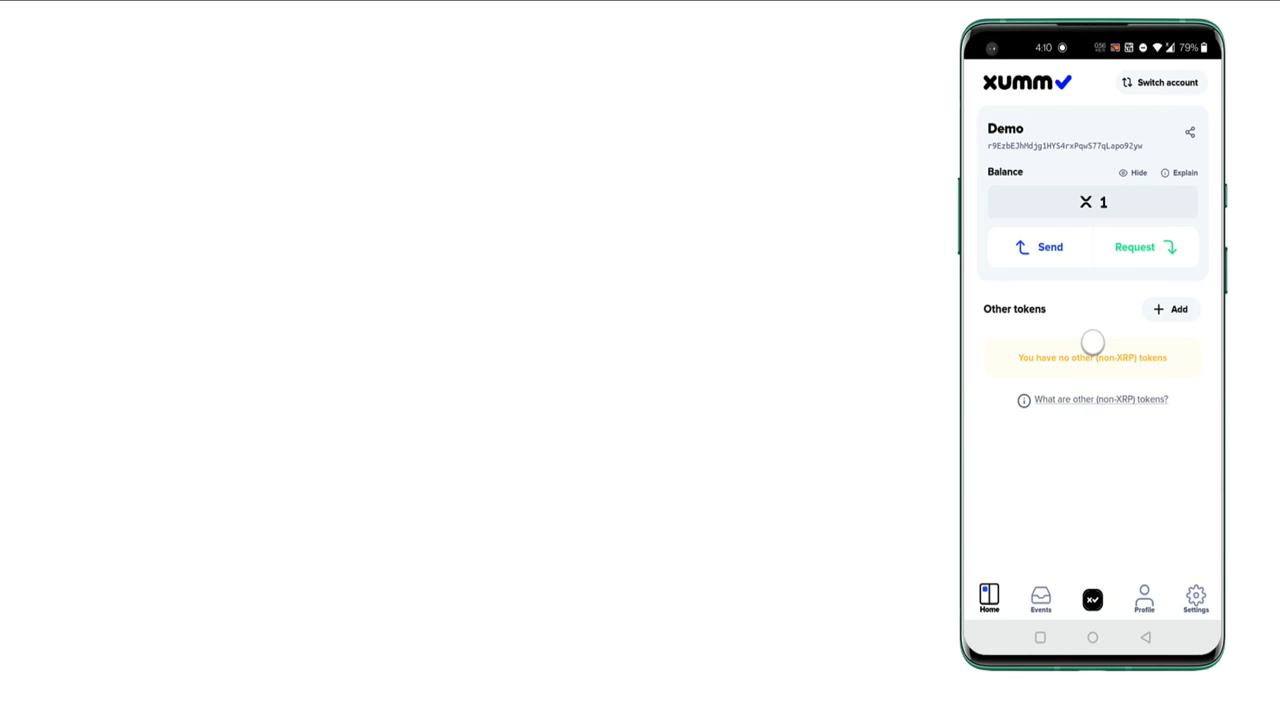 4:10
79%
xumm
Switch account
Demo
Balance
Hide
Explain
X 1
Send
Request
Other tokens
Add
You have no other (non-XRP) tokens
What are other (non-XRP) tokens?
Home
Events
Profile
Settings